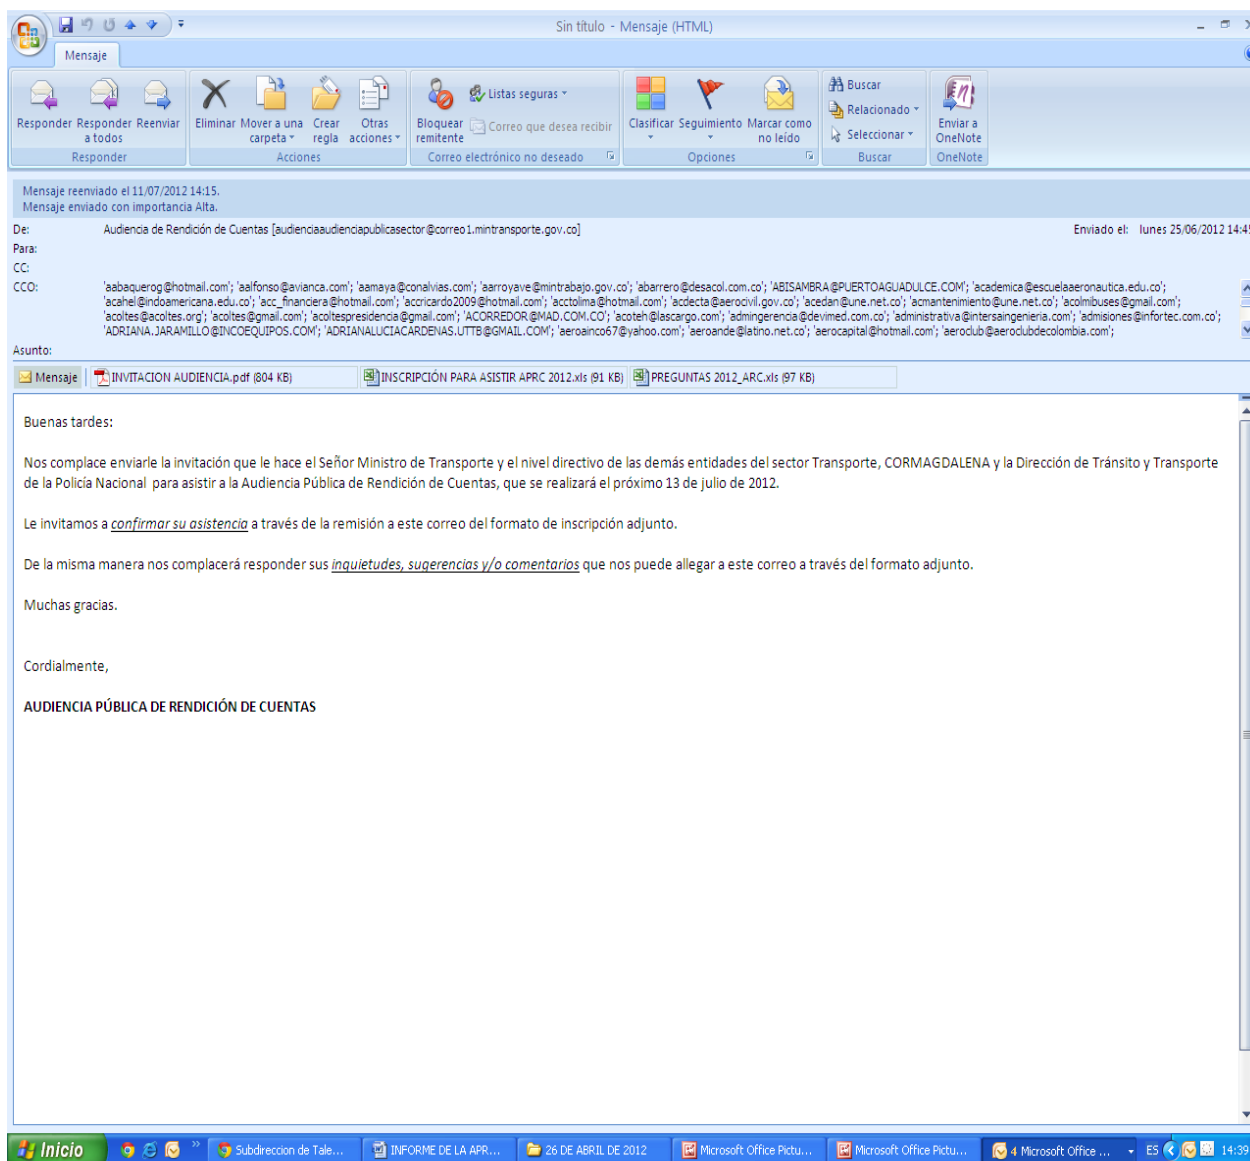 Sin título - Mensaje (HTML)
Mensaje
Responder Responder a todos Reenviar
Eliminar Mover a una carpeta Crear regla Otras acciones
Bloquear remitente Listas seguras
Correo que desea recibir
Clasificar Seguimiento Marcar como no leído
Buscar
Relacionado
Seleccionar
Enviar a OneNote
Responder Acciones Correo electrónico no deseado Opciones Buscar OneNote
Mensaje reenviado el 11/07/2012 14:15.
Mensaje enviado con importancia Alta.
De: Audiencia de Rendición de Cuentas [audienciaaudienciapublicasector@correo1.mintransporte.gov.co] Enviado el: lunes 25/06/2012 14:45
Para:
CC:
CCO: 'aabaquerog@hotmail.com'; 'aalfonso@avianca.com'; 'aamaya@conalvias.com'; 'aarroyave@mintrabajo.gov.co'; 'abarrero@desacol.com.co'; 'ABISAMBRA@PUERTOAGUADULCE.COM'; 'academica@escuelaaeronautica.edu.co';
'acahel@indoamericana.edu.co'; 'acc_financiera@hotmail.com'; 'accricardo2009@hotmail.com'; 'acctolima@hotmail.com'; 'acdecta@aerocivil.gov.co'; 'acedan@une.net.co'; 'acmantenimiento@une.net.co'; 'acolmibuses@gmail.com';
'acoltes@acoltes.org'; 'acoltes@gmail.com'; 'acoltespresidencia@gmail.com'; 'ACORREDOR@MAD.COM.CO'; 'acoteh@lascargo.com'; 'admingerencia@devimed.com.co'; 'administrativa@intersaingenieria.com'; 'admisiones@infortec.com.co';
'ADRIANA.JARAMILLO@INCOEQUIPOS.COM'; 'ADRIANALUCIACARDENAS.UTTB@GMAIL.COM'; 'aeroainco67@yahoo.com'; 'aeroande@latino.net.co'; 'aerocapital@hotmail.com'; 'aeroclub@aeroclubdecolombia.com';
Asunto:
Mensaje INVITACION AUDIENCIA.pdf (804 KB) INSCRIPCIÓN PARA ASISTIR APRC 2012.xls (91 KB) PREGUNTAS 2012_ARC.xls (97 KB)
Buenas tardes:
Nos complace enviarle la invitación que le hace el Señor Ministro de Transporte y el nivel directivo de las demás entidades del sector Transporte, CORMAGDALENA y la Dirección de Tránsito y Transporte
de la Policía Nacional para asistir a la Audiencia Pública de Rendición de Cuentas, que se realizará el próximo 13 de julio de 2012.
Le invitamos a confirmar su asistencia a través de la remisión a este correo del formato de inscripción adjunto.
De la misma manera nos complacerá responder sus inquietudes, sugerencias y/o comentarios que nos puede allegar a este correo a través del formato adjunto.
Muchas gracias.
Cordialmente,
AUDIENCIA PÚBLICA DE RENDICIÓN DE CUENTAS
Inicio Subdireccion de Tale... INFORME DE LA APR... 26 DE ABRIL DE 2012 Microsoft Office Pictu... Microsoft Office Pictu... 4 Microsoft Office ... ES 14:39